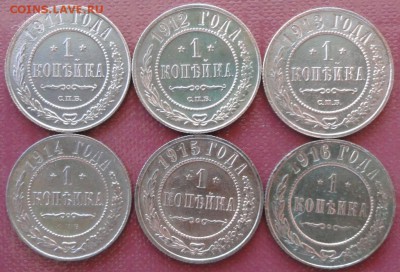 COINS.LAVE.RU
1911 ГОДА
1
КОПѢЙКА
С.П.Б.
1912 ГОДА
1
КОПѢЙКА
С.П.Б.
1913 ГОДА
1
КОПѢЙКА
С.П.Б.
1914 ГОДА
1
КОПѢЙКА
1915 ГОДА
1
КОПѢЙКА
1916 ГОДА
1
КОПѢЙКА